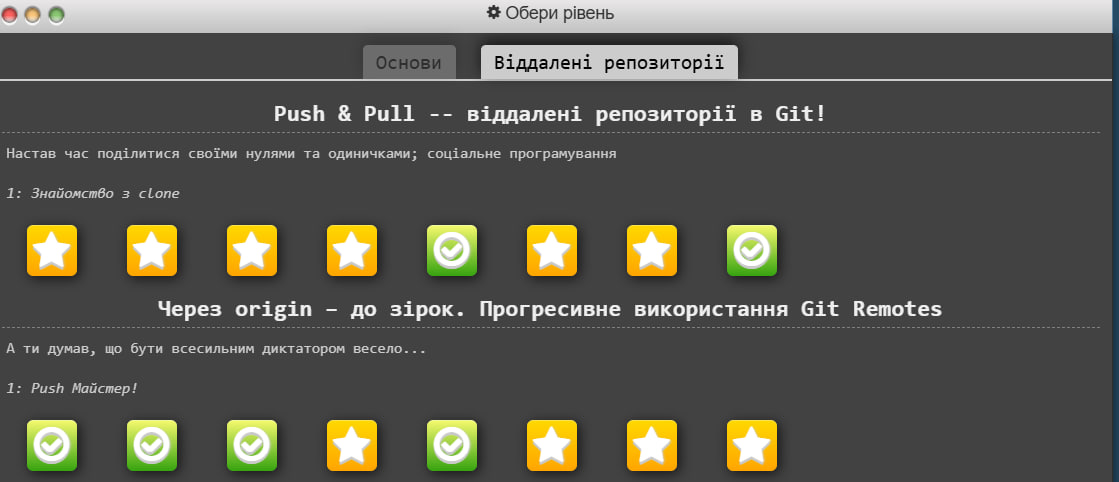 Обери рівень
Основи
Віддалені репозиторії
Push & Pull -- віддалені репозиторії в Git!
Настав час поділитися своїми нулями та одиничками; соціальне програмування
1: Знайомство з clone
Через origin – до зірок. Прогресивне використання Git Remotes
А ти думав, що бути всесильним диктатором весело...
1: Push Майстер!